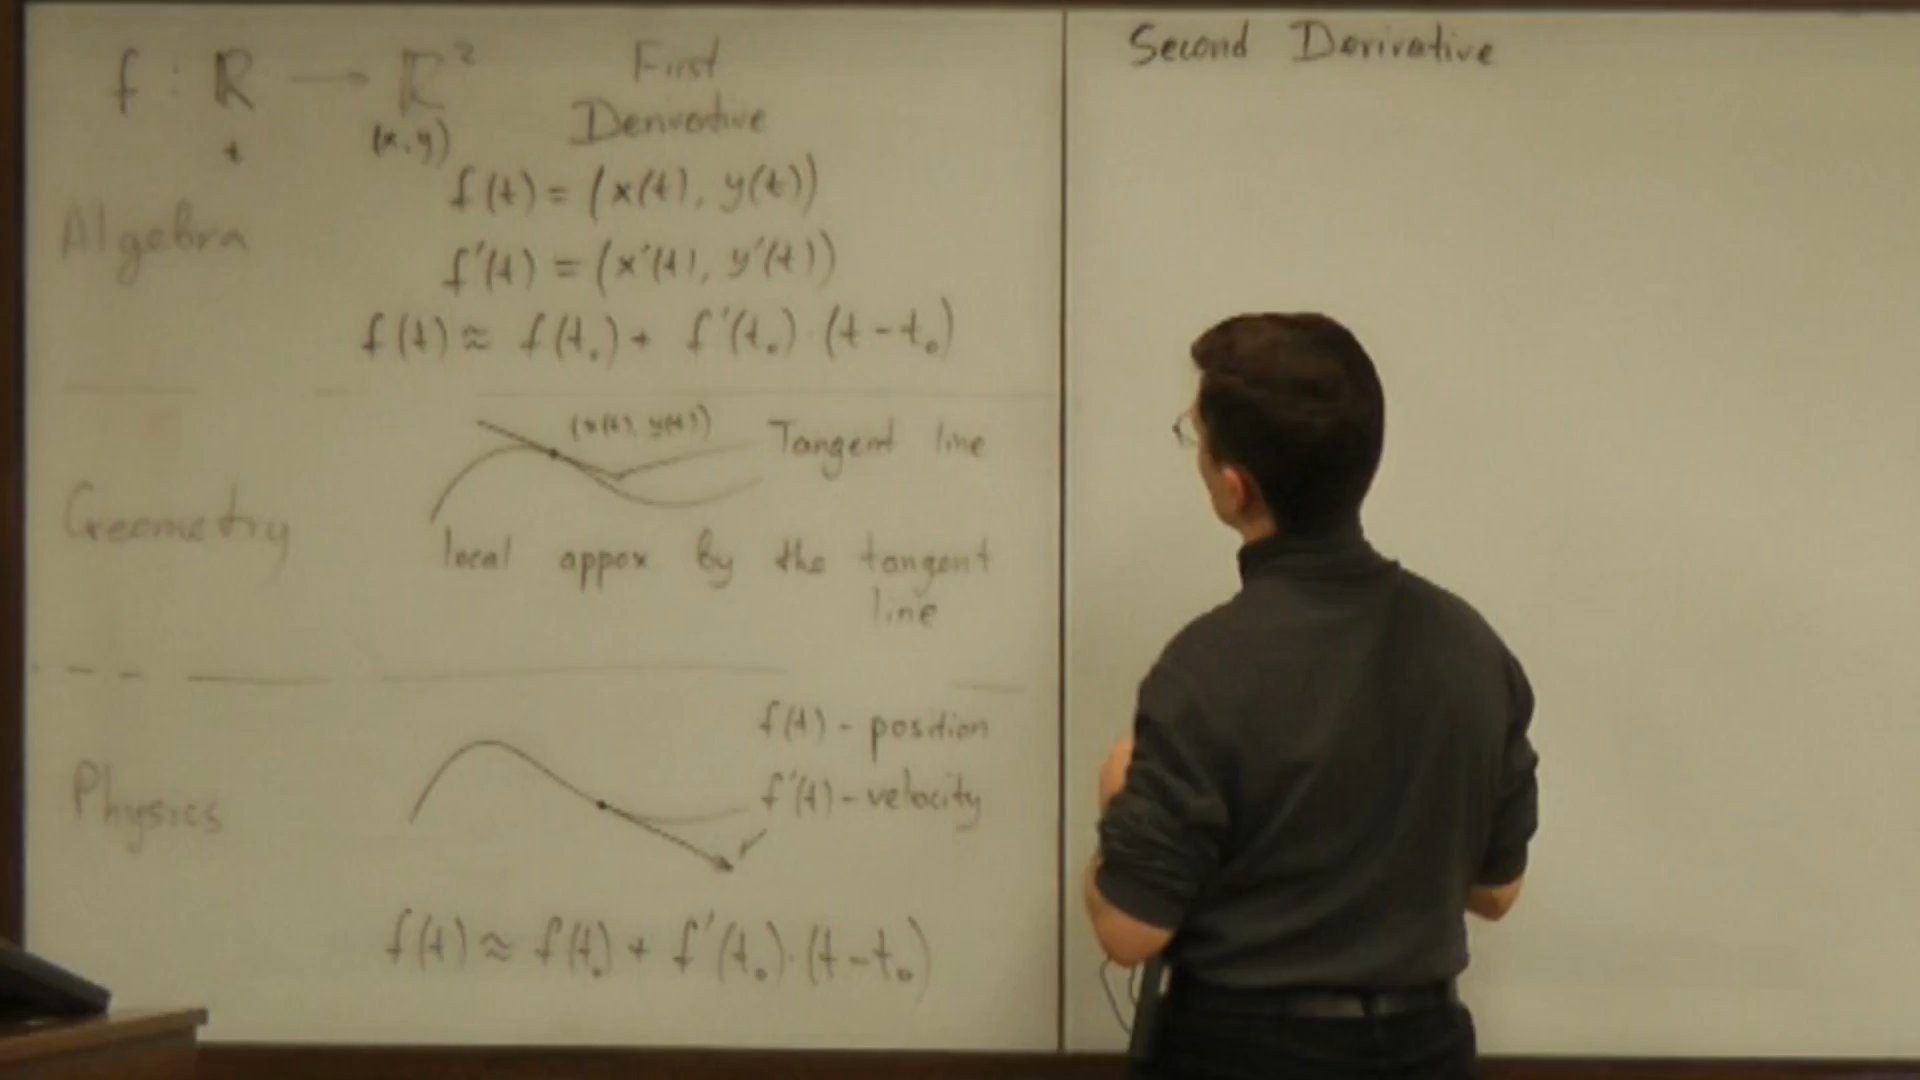 f : ℝ → ℝ²
t (x, y)
First
Derivative
Algebra
f(t) = (x(t), y(t))
f'(t) = (x'(t), y'(t))
f(t) ≈ f(t₀) + f'(t₀) · (t - t₀)
Geometry
(x(t), y(t))
Tangent line
local appox by the tangent
line
Physics
f(t) - position
f'(t) - velocity
f(t) ≈ f(t₀) + f'(t₀) · (t - t₀)
Second Derivative